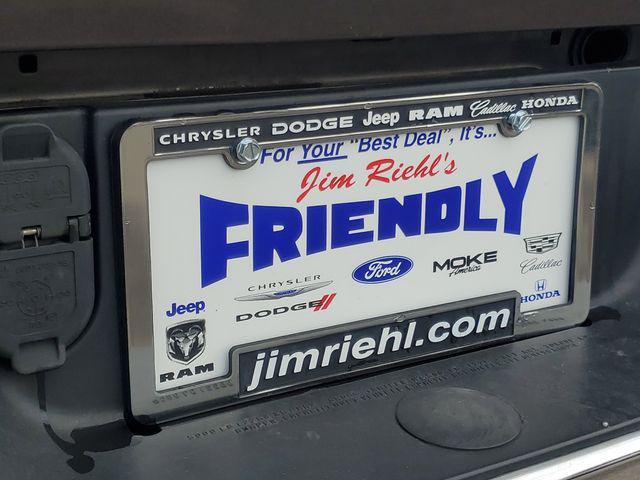 CHRYSLER DODGE Jeep RAM Cadillac HONDA
For Your "Best Deal", It's...
Jim Riehl's
FRIENDLY
CHRYSLER
DODGE
Ford
MOKE
America
Cadillac
Jeep
RAM
HONDA
jimriehl.com